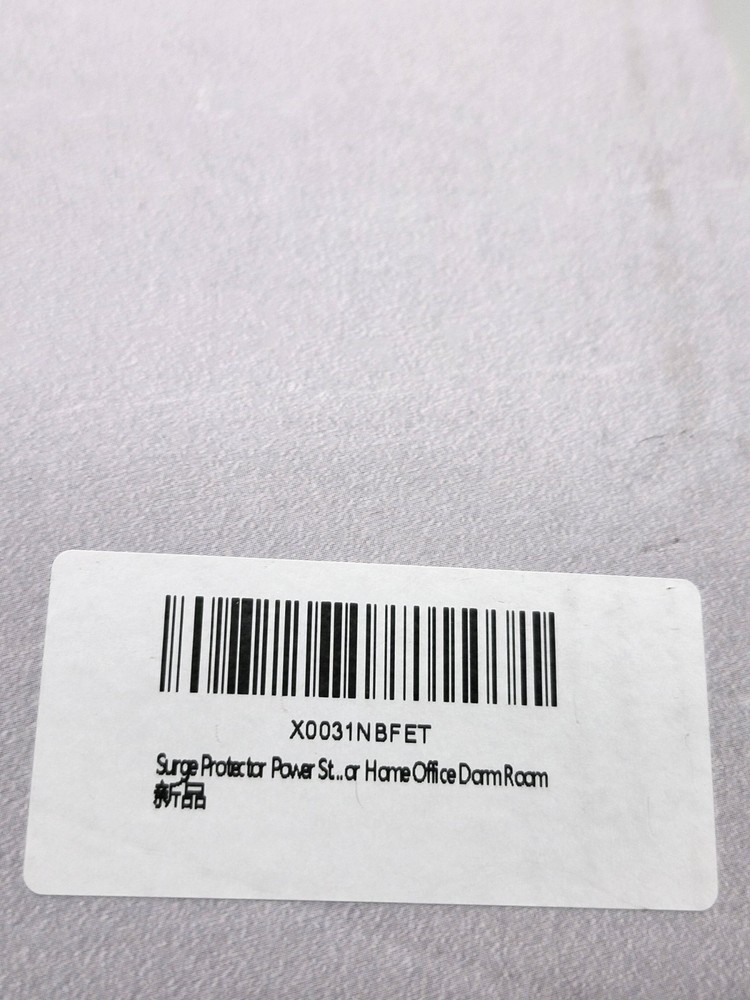 X0031NBFET
Surge Protector Power St...or Home Office Dorm Room
新品